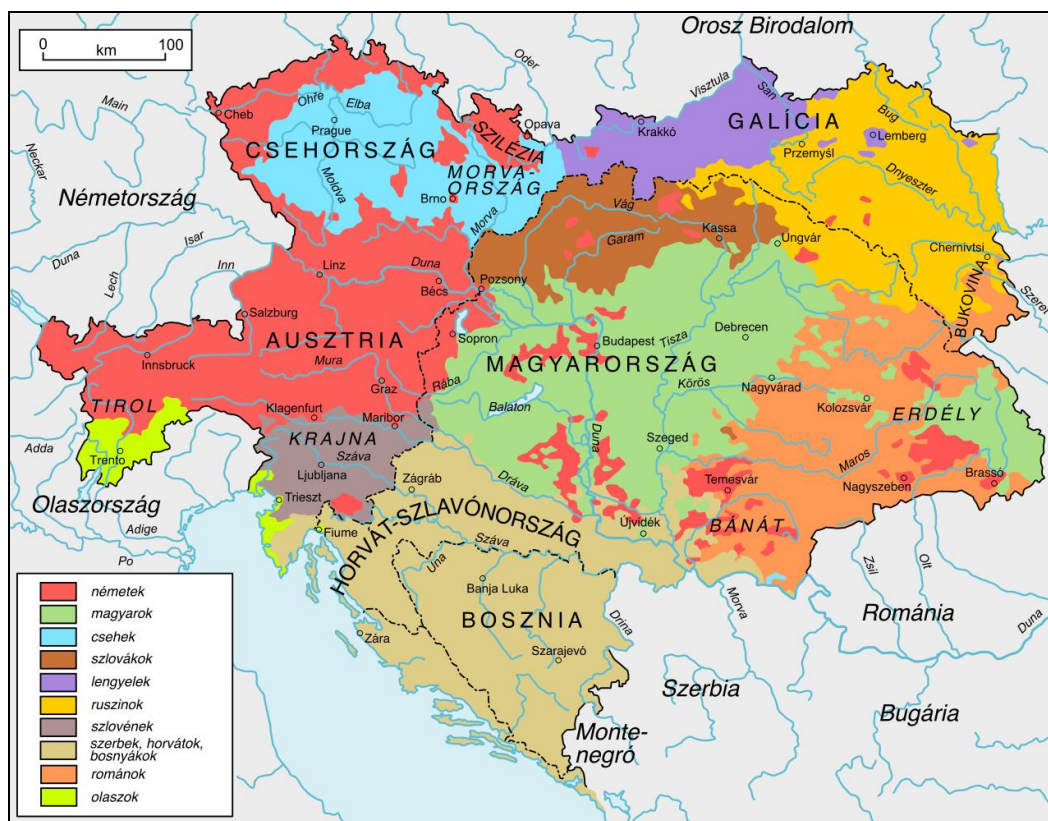 0 100
km
Orosz Birodalom
Oder
Visztula
San
Bug
Main
Cheb
Ohře
Elba
Opava
Krakkó
GALÍCIA
Lemberg
Prague
SZILÉZIA
Przemyśl
CSEHORSZÁG
Neckar
MORVA-
ORSZÁG
Dnyeszter
Németország
Moldva
Brno
Morva
Vág
Isar
Garam
Kassa
Ungvár
Chernivtsi
Duna
Lech
Inn
Linz
Duna
Bécs
Pozsony
BUKOVINA
Szeret
Salzburg
AUSZTRIA
Sopron
Budapest
Tisza
Debrecen
Innsbruck
Mura
MAGYARORSZÁG
Graz
Rába
Körös
Nagyvárad
Kolozsvár
TIROL
Klagenfurt
Maribor
Balaton
ERDÉLY
Adda
KRAJNA
Duna
Szeged
Maros
Trento
Száva
Ljubljana
Zágráb
Dráva
Temesvár
Nagyszeben
Brassó
Olaszország
Trieszt
Adige
Fiume
HORVÁT-SZLAVÓNORSZÁG
Újvidék
BÁNÁT
Po
Száva
Una
Zsil
Olt
Banja Luka
BOSZNIA
Drina
Morva
Románia
Duna
Zára
Szarajevó
Szerbia
Bugária
Monte-
negró
németek
magyarok
csehek
szlovákok
lengyelek
ruszinok
szlovének
szerbek, horvátok,
bosnyákok
románok
olaszok